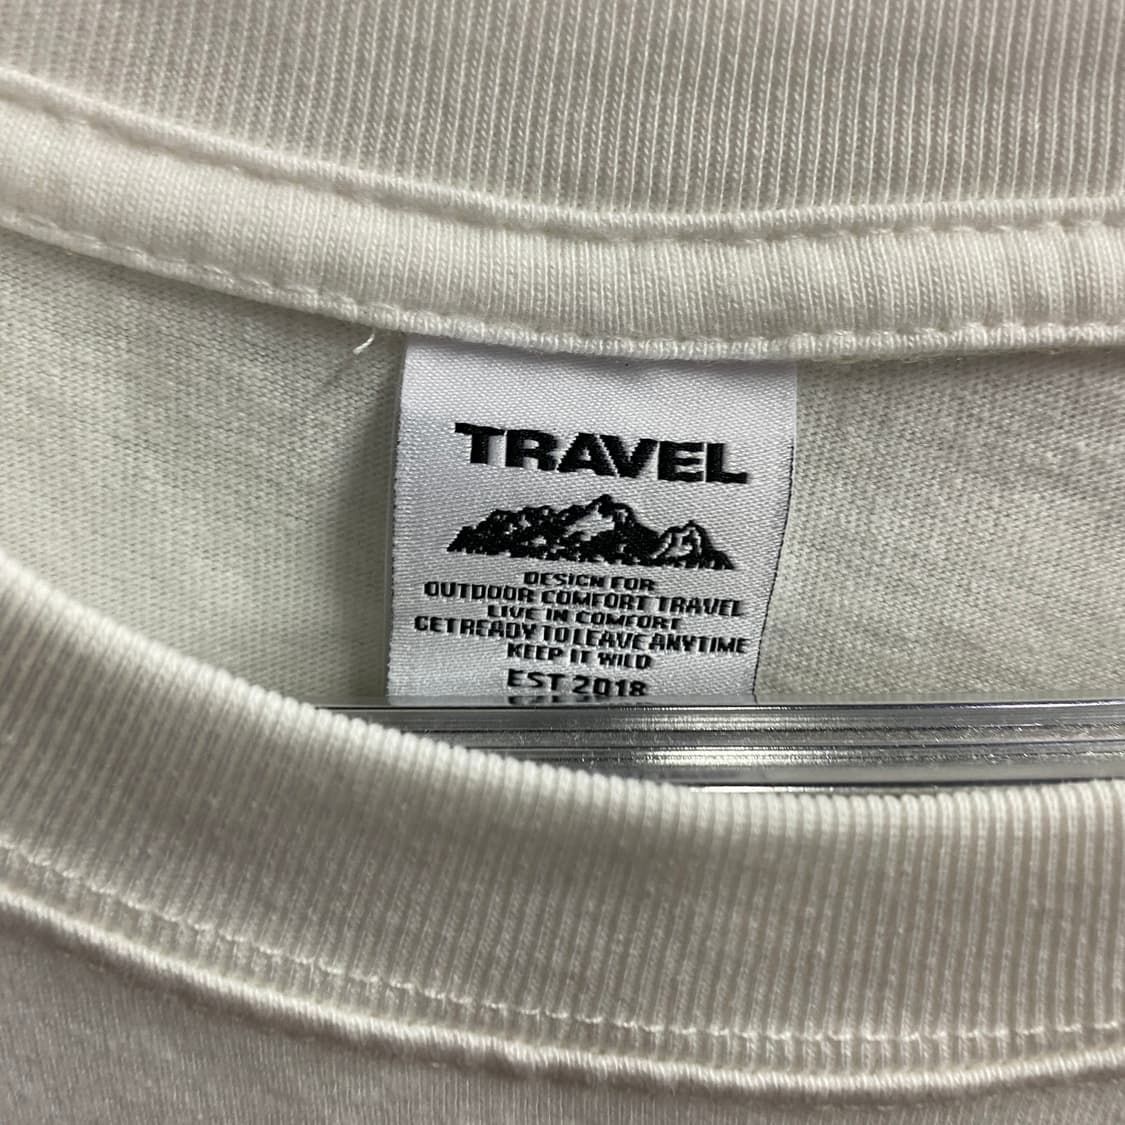 TRAVEL
DESIGN FOR
OUTDOOR COMFORT TRAVEL
LIVE IN COMFORT
GET READY TO LEAVE ANYTIME
KEEP IT WILD
EST 2018